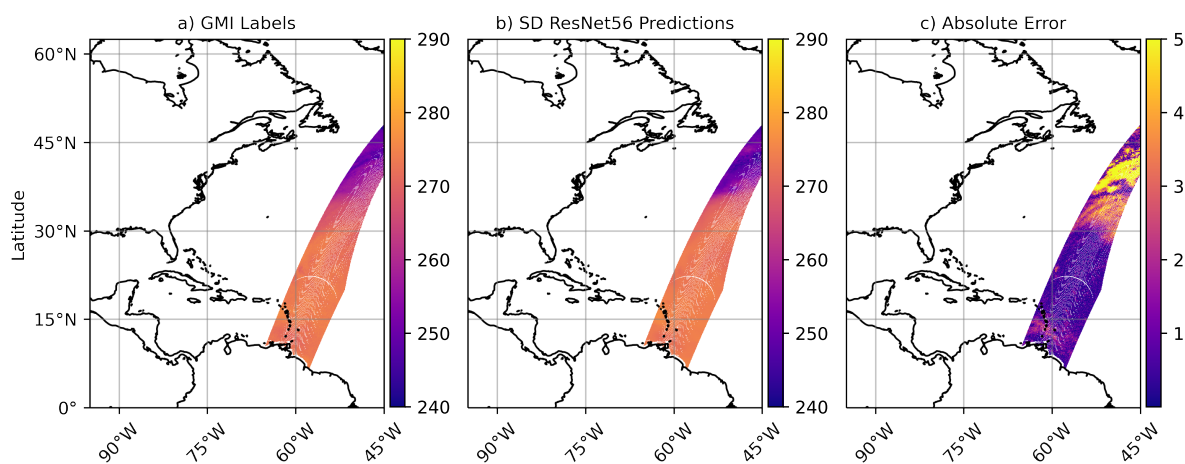 a) GMI Labels
b) SD ResNet56 Predictions
c) Absolute Error
Latitude
60°N
45°N
30°N
15°N
0°
90°W
75°W
60°W
45°W
290
280
270
260
250
240
90°W
75°W
60°W
45°W
290
280
270
260
250
240
90°W
75°W
60°W
45°W
5
4
3
2
1